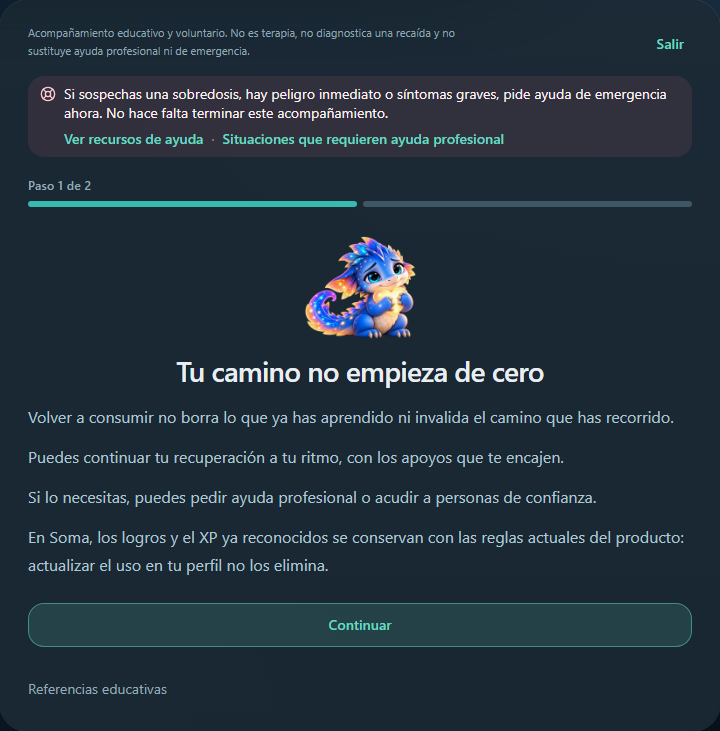 Acompañamiento educativo y voluntario. No es terapia, no diagnostica una recaída y no
sustituye ayuda profesional ni de emergencia.
Salir
Si sospechas una sobredosis, hay peligro inmediato o síntomas graves, pide ayuda de emergencia
ahora. No hace falta terminar este acompañamiento.
Ver recursos de ayuda · Situaciones que requieren ayuda profesional
Paso 1 de 2
Tu camino no empieza de cero
Volver a consumir no borra lo que ya has aprendido ni invalida el camino que has recorrido.
Puedes continuar tu recuperación a tu ritmo, con los apoyos que te encajen.
Si lo necesitas, puedes pedir ayuda profesional o acudir a personas de confianza.
En Soma, los logros y el XP ya reconocidos se conservan con las reglas actuales del producto:
actualizar el uso en tu perfil no los elimina.
Continuar
Referencias educativas